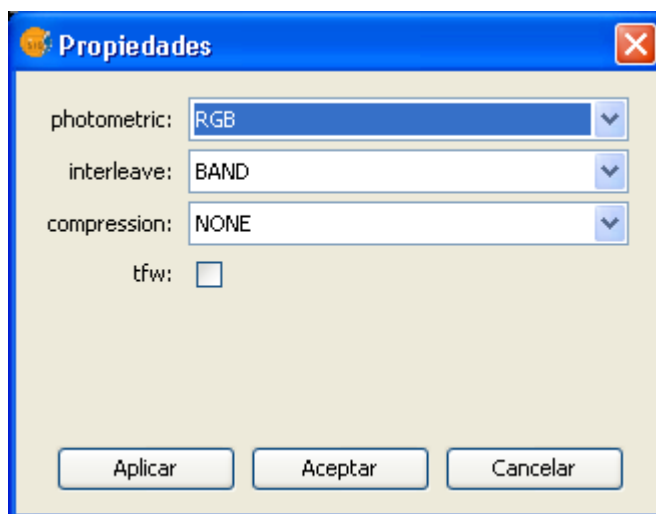 Propiedades
photometric: RGB
interleave: BAND
compression: NONE
tfw:
Aplicar Aceptar Cancelar